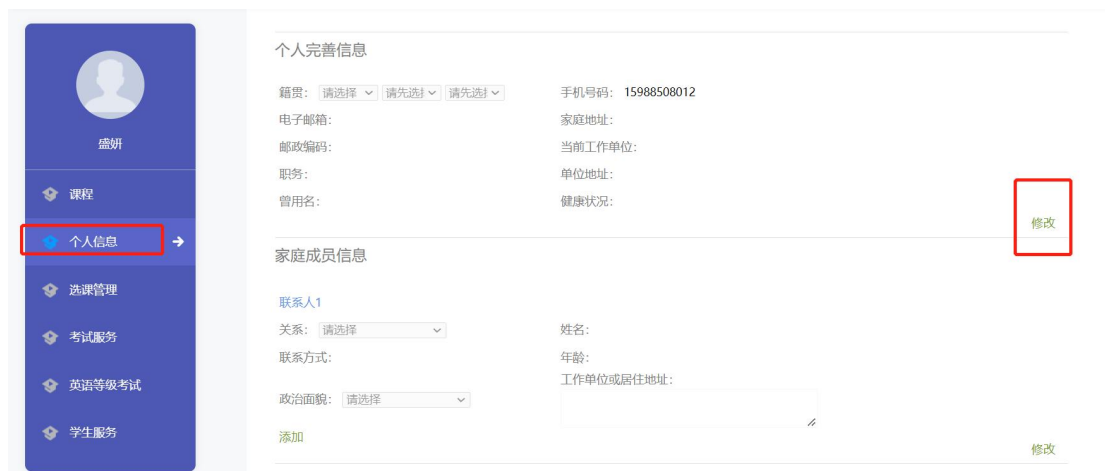 盛妍
课程
个人信息
选课管理
考试服务
英语等级考试
学生服务
个人完善信息
籍贯： 请选择 请先选 请先选 手机号码： 15988508012
电子邮箱： 家庭地址：
邮政编码： 当前工作单位：
职务： 单位地址：
曾用名： 健康状况：
修改
家庭成员信息
联系人1
关系： 请选择 姓名：
联系方式： 年龄：
工作单位或居住地址：
政治面貌： 请选择
添加
修改